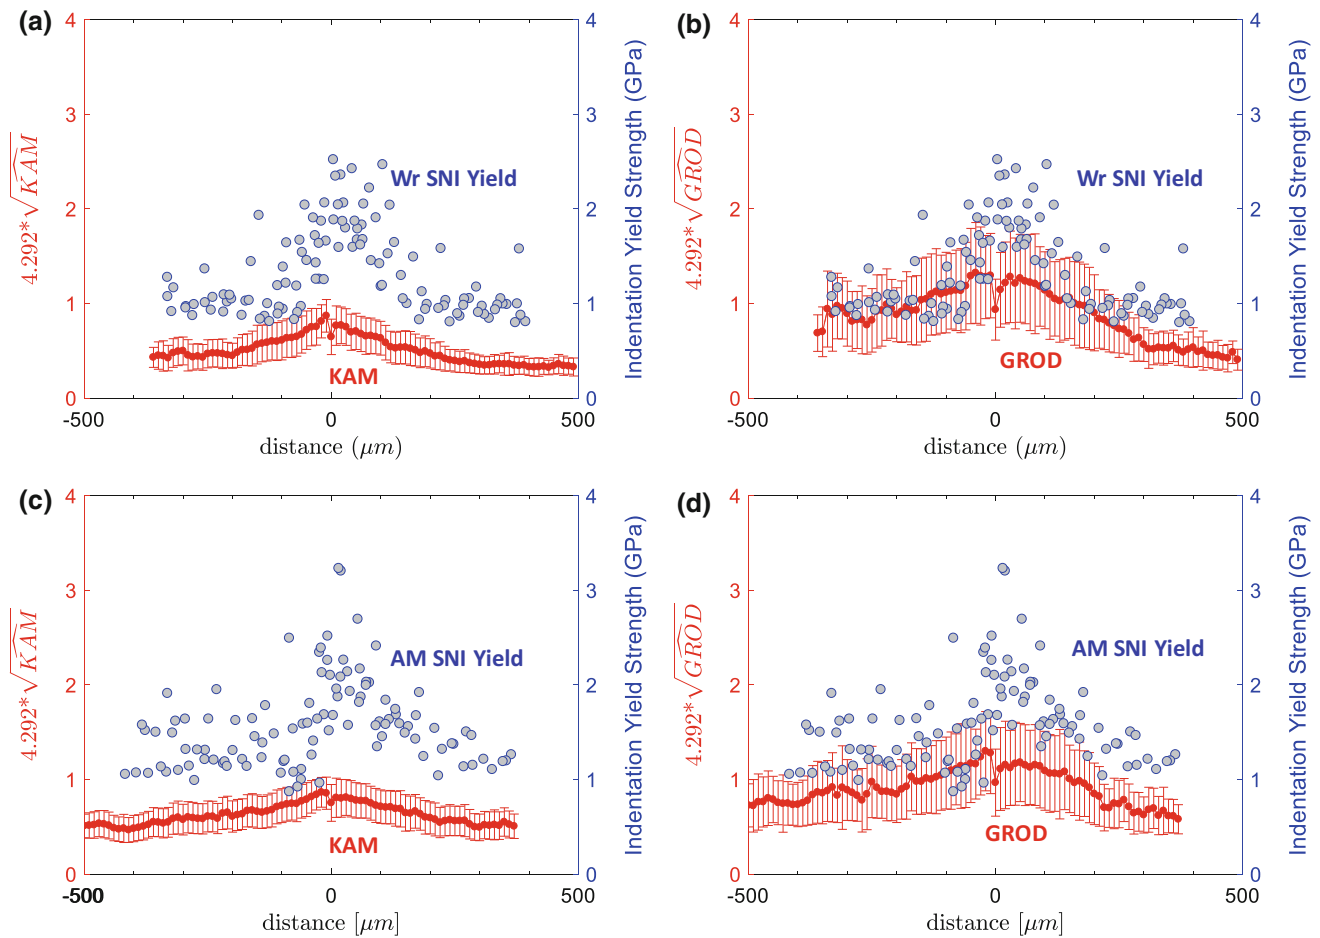 (a)
4
3
2
1
0
4.292*√KAM
Wr SNI Yield
KAM
4
3
2
1
0
Indentation Yield Strength (GPa)
-500
0
500
distance (μm)
(b)
4
3
2
1
0
4.292*√GROD
Wr SNI Yield
GROD
4
3
2
1
0
Indentation Yield Strength (GPa)
-500
0
500
distance (μm)
(c)
4
3
2
1
0
4.292*√KAM
AM SNI Yield
KAM
4
3
2
1
0
Indentation Yield Strength (GPa)
-500
0
500
distance [μm]
(d)
4
3
2
1
0
4.292*√GROD
AM SNI Yield
GROD
4
3
2
1
0
Indentation Yield Strength (GPa)
-500
0
500
distance [μm]